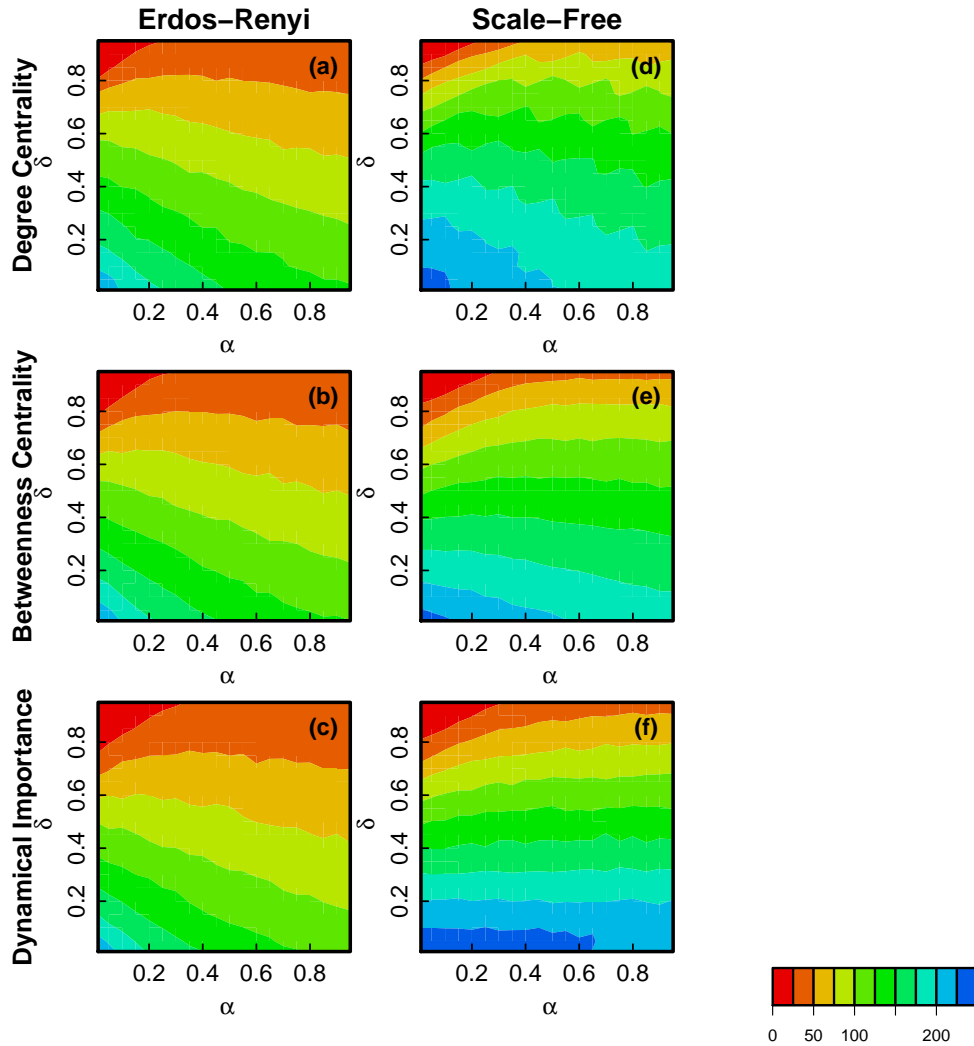 Erdos−Renyi
Scale−Free
Degree Centrality
δ
0.2 0.4 0.6 0.8
(a)
0.2 0.4 0.6 0.8
α
δ
0.2 0.4 0.6 0.8
(d)
0.2 0.4 0.6 0.8
α
Betweenness Centrality
δ
0.2 0.4 0.6 0.8
(b)
0.2 0.4 0.6 0.8
α
δ
0.2 0.4 0.6 0.8
(e)
0.2 0.4 0.6 0.8
α
Dynamical Importance
δ
0.2 0.4 0.6 0.8
(c)
0.2 0.4 0.6 0.8
α
δ
0.2 0.4 0.6 0.8
(f)
0.2 0.4 0.6 0.8
α
0 50 100 200